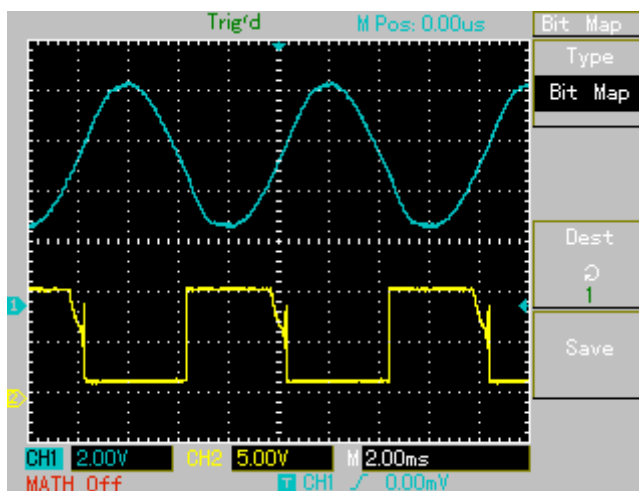 Trig'd M Pos: 0.00us Bit Map
Type
Bit Map
Dest
1
Save
1
2
CH1 2.00V CH2 5.00V M 2.00ms
MATH Off T CH1 0.00mV